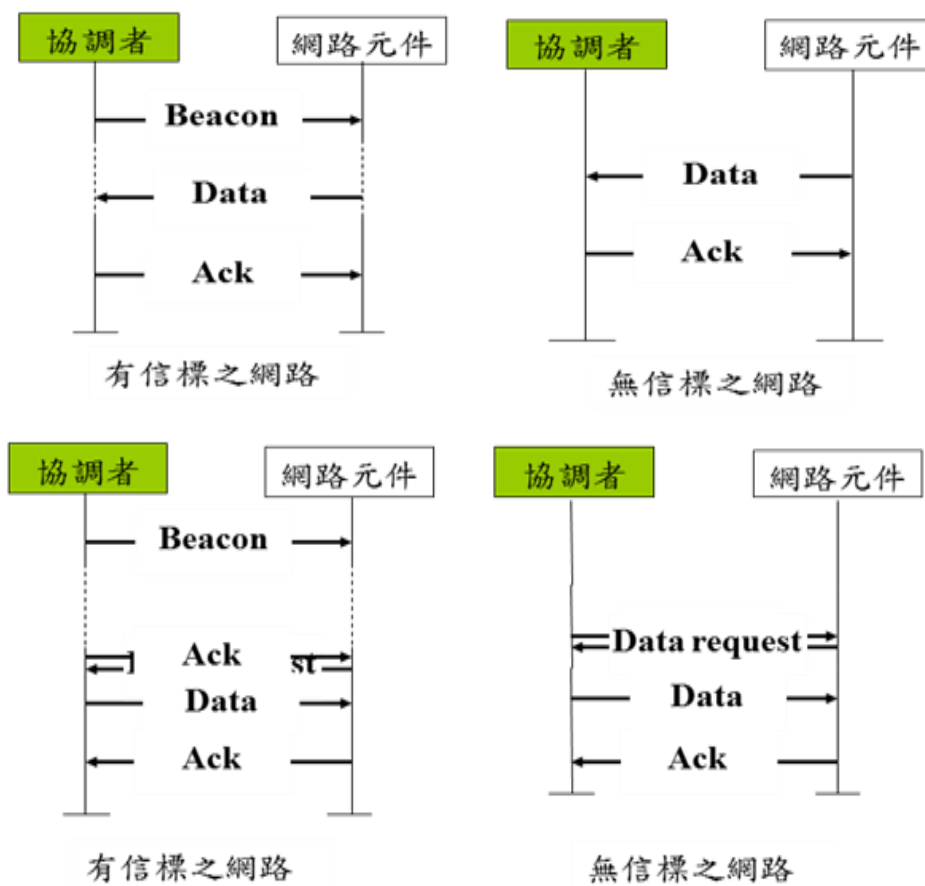 協調者 網路元件
Beacon
Data
Ack
有信標之網路
協調者 網路元件
Data
Ack
無信標之網路
協調者 網路元件
Beacon
Ack
Data
Ack
有信標之網路
協調者 網路元件
Data request
Data
Ack
無信標之網路